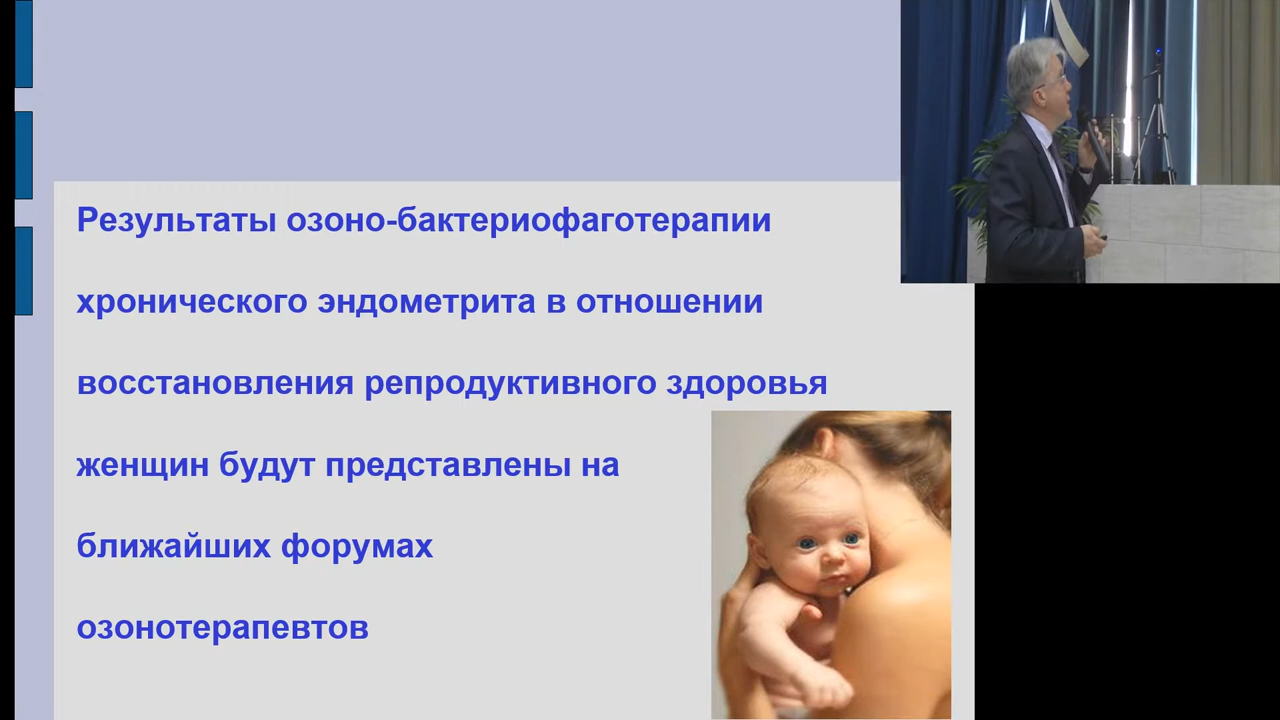 Результаты озоно-бактериофаготерапии
хронического эндометрита в отношении
восстановления репродуктивного здоровья
женщин будут представлены на
ближайших форумах
озонотерапевтов